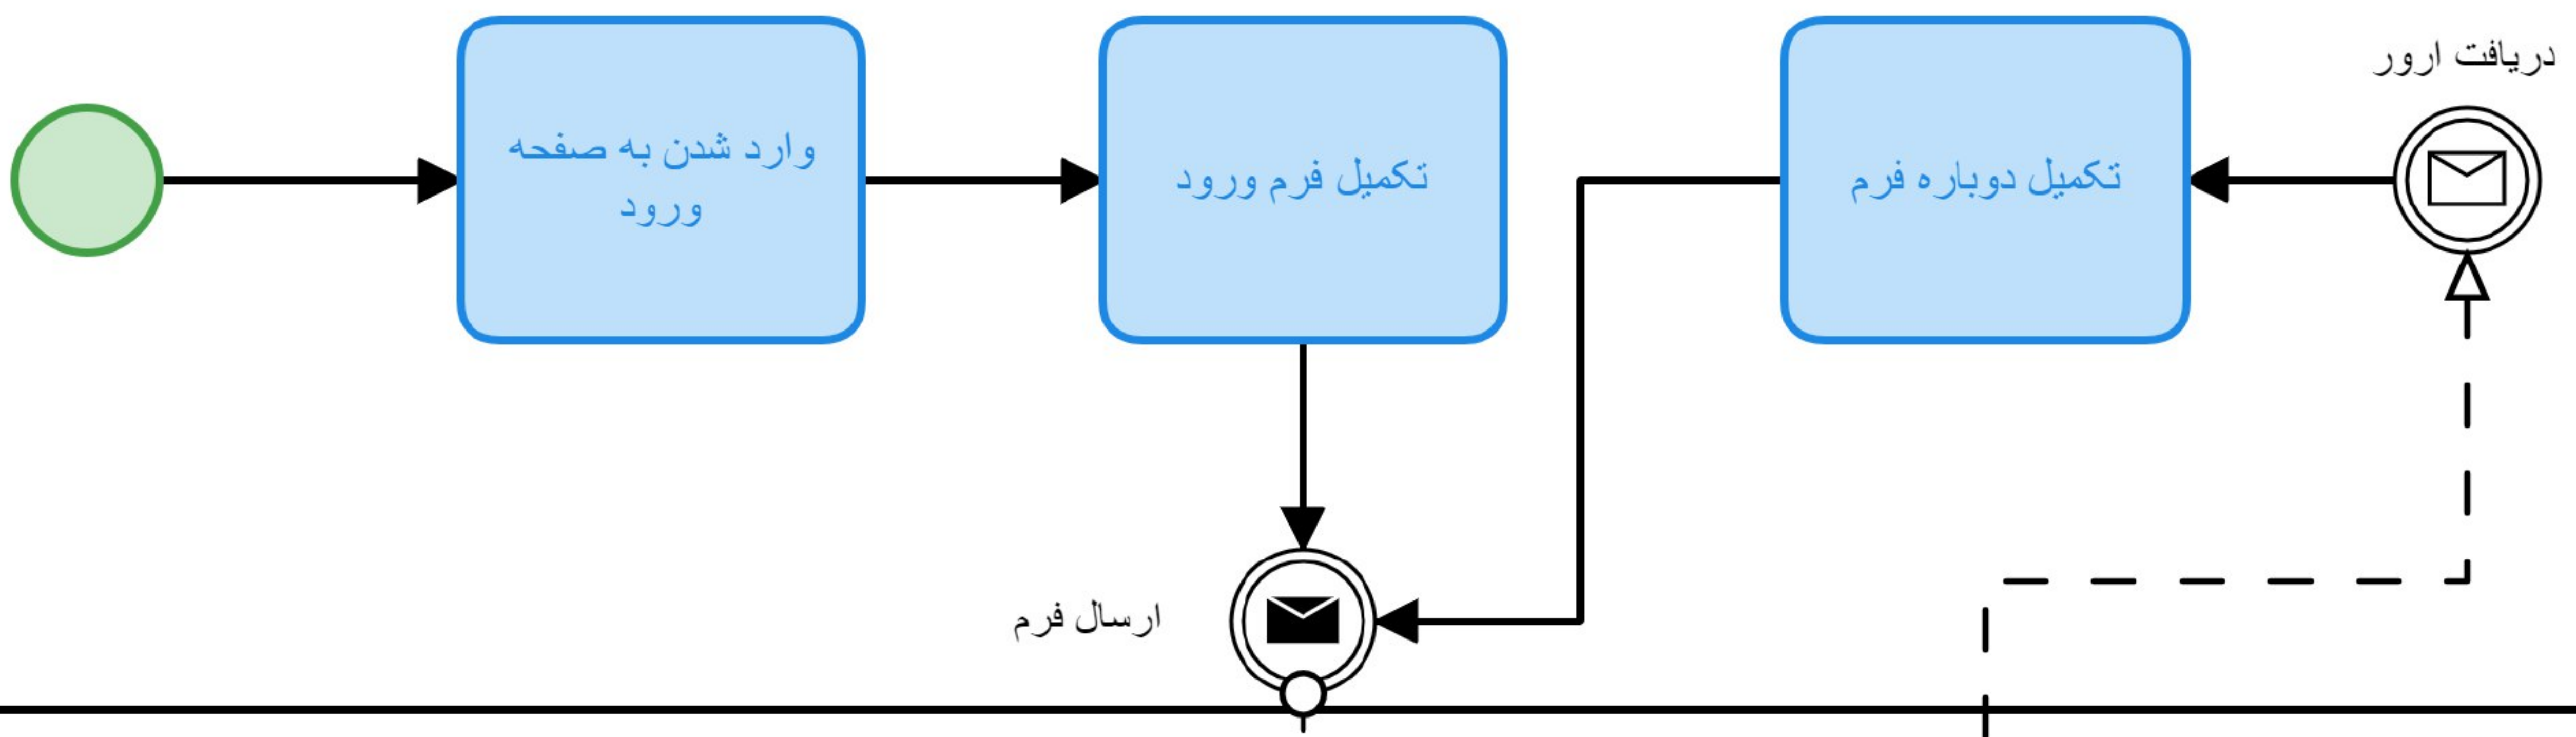 دریافت ارور
وارد شدن به صفحه
ورود
تکمیل فرم ورود
تکمیل دوباره فرم
ارسال فرم